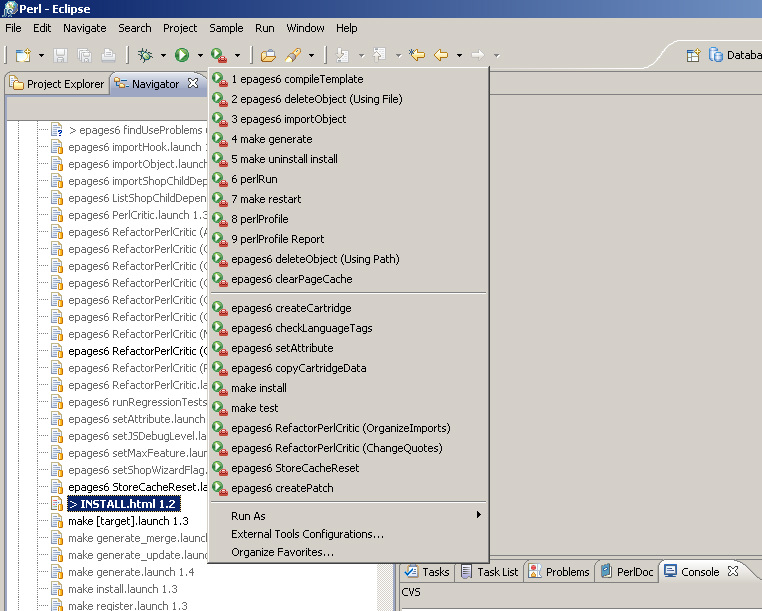 Perl - Eclipse
File Edit Navigate Search Project Sample Run Window Help
Databa
Project Explorer Navigator
> epages6 findUseProblems
epages6 importHook.launch 1
epages6 importObject.launch
epages6 importShopChildDep
epages6 ListShopChildDepen
epages6 PerlCritic.launch 1.3
epages6 RefactorPerlCritic (A
epages6 RefactorPerlCritic (C
epages6 RefactorPerlCritic (C
epages6 RefactorPerlCritic (C
epages6 RefactorPerlCritic (C
epages6 RefactorPerlCritic (C
epages6 RefactorPerlCritic (M
epages6 RefactorPerlCritic (O
epages6 RefactorPerlCritic (R
epages6 RefactorPerlCritic.la
epages6 runRegressionTests
epages6 setAttribute.launch
epages6 setJSDebugLevel.la
epages6 setMaxFeature.laun
epages6 setShopWizardFlag.
epages6 StoreCacheReset.la
> INSTALL.html 1.2
make [target].launch 1.3
make generate_merge.launc
make generate_update.laun
make generate.launch 1.4
make install.launch 1.3
make register.launch 1.3
1 epages6 compileTemplate
2 epages6 deleteObject (Using File)
3 epages6 importObject
4 make generate
5 make uninstall install
6 perlRun
7 make restart
8 perlProfile
9 perlProfile Report
epages6 deleteObject (Using Path)
epages6 clearPageCache
epages6 createCartridge
epages6 checkLanguageTags
epages6 setAttribute
epages6 copyCartridgeData
make install
make test
epages6 RefactorPerlCritic (OrganizeImports)
epages6 RefactorPerlCritic (ChangeQuotes)
epages6 StoreCacheReset
epages6 createPatch
Run As
External Tools Configurations...
Organize Favorites...
Tasks Task List Problems PerlDoc Console
CVS